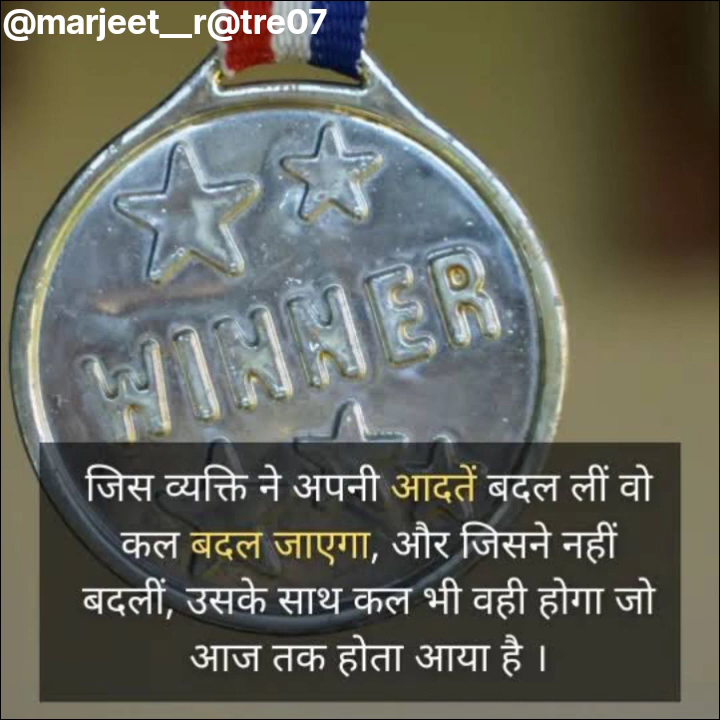 @marjeet__r@tre07
WINNER
जिस व्यक्ति ने अपनी आदतें बदल लीं वो
कल बदल जाएगा, और जिसने नहीं
बदलीं, उसके साथ कल भी वही होगा जो
आज तक होता आया है ।